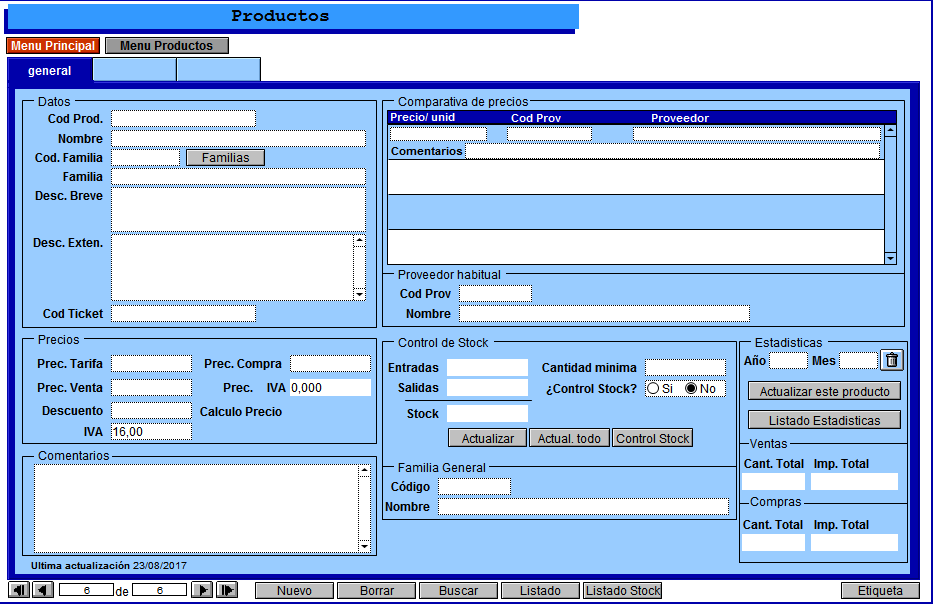 Productos
Menu Principal Menu Productos
general
Datos
Cod Prod.
Nombre
Cod. Familia Familias
Familia
Desc. Breve
Desc. Exten.
Cod Ticket
Comparativa de precios
Precio/ unid Cod Prov Proveedor
Comentarios
Proveedor habitual
Cod Prov
Nombre
Precios
Prec. Tarifa Prec. Compra
Prec. Venta Prec. IVA 0,000
Descuento Calculo Precio
IVA 16,00
Comentarios
Ultima actualización 23/08/2017
Control de Stock
Entradas Cantidad minima
Salidas ¿Control Stock? Si No
Stock
Actualizar Actual. todo Control Stock
Familia General
Código
Nombre
Estadisticas
Año Mes
Actualizar este producto
Listado Estadisticas
Ventas
Cant. Total Imp. Total
Compras
Cant. Total Imp. Total
6 de 6 Nuevo Borrar Buscar Listado Listado Stock Etiqueta